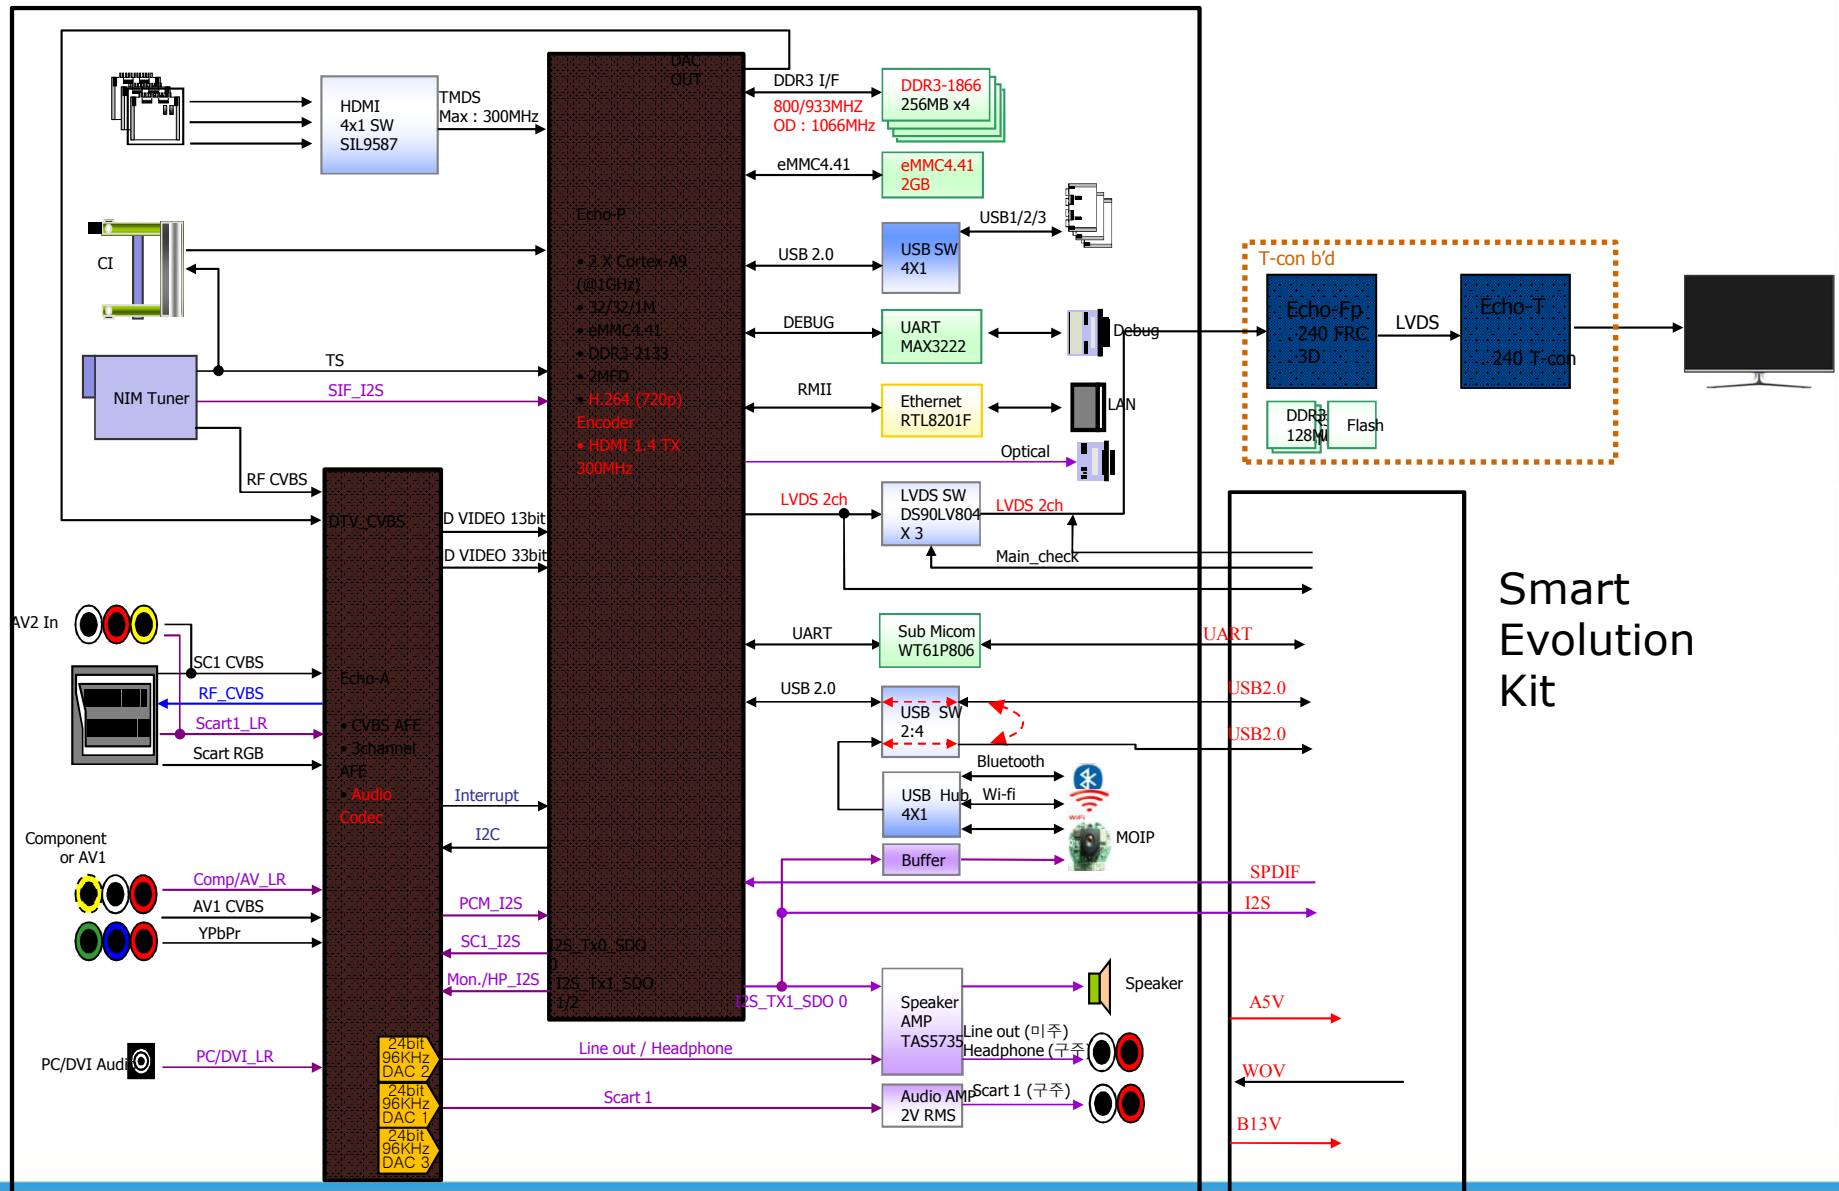 DAC
OUT
HDMI
4x1 SW
SIL9587
TMDS
Max : 300MHz
DDR3 I/F
800/933MHZ
OD : 1066MHz
DDR3-1866
256MB x4
eMMC4.41
eMMC4.41
2GB
Echo-P
• 2 X Cortex-A9
(@1GHz)
• 32/32/1M
• eMMC4.41
• DDR3-2133
• 2MFD
• H.264 (720p)
Encoder
• HDMI 1.4 TX
300MHz
USB 2.0
USB SW
4X1
USB1/2/3
CI
DEBUG
UART
MAX3222
Debug
T-con b'd
Echo-Fp
. 240 FRC
. 3D
LVDS
Echo-T
. 240 T-con
DDR3
128M
Flash
NIM Tuner
TS
SIF_I2S
RF CVBS
RMII
Ethernet
RTL8201F
LAN
Optical
LVDS 2ch
LVDS SW
DS90LV804
X 3
LVDS 2ch
Main_check
DTV_CVBS
D VIDEO 13bit
D VIDEO 33bit
Smart
Evolution
Kit
AV2 In
SC1 CVBS
RF_CVBS
Scart1_LR
Scart RGB
Echo-A
• CVBS AFE
• 3channel
AFE
• Audio
Codec
UART
Sub Micom
WT61P806
UART
USB 2.0
USB SW
2:4
USB2.0
USB2.0
Interrupt
I2C
USB Hub
4X1
Bluetooth
Wi-fi
WiFi
MOIP
Buffer
Component
or AV1
Comp/AV_LR
AV1 CVBS
YPbPr
PCM_I2S
SC1_I2S
Mon./HP_I2S
I2S_Tx0_SDO
0
I2S_Tx1_SDO
1/2
I2S_TX1_SDO 0
SPDIF
I2S
Speaker
AMP
TAS5735
Speaker
Line out (미주)
Headphone (구주)
A5V
WOV
B13V
PC/DVI Audi
PC/DVI_LR
24bit
96KHz
DAC 2
24bit
96KHz
DAC 1
24bit
96KHz
DAC 3
Line out / Headphone
Scart 1
Audio AMP
2V RMS
Scart 1 (구주)